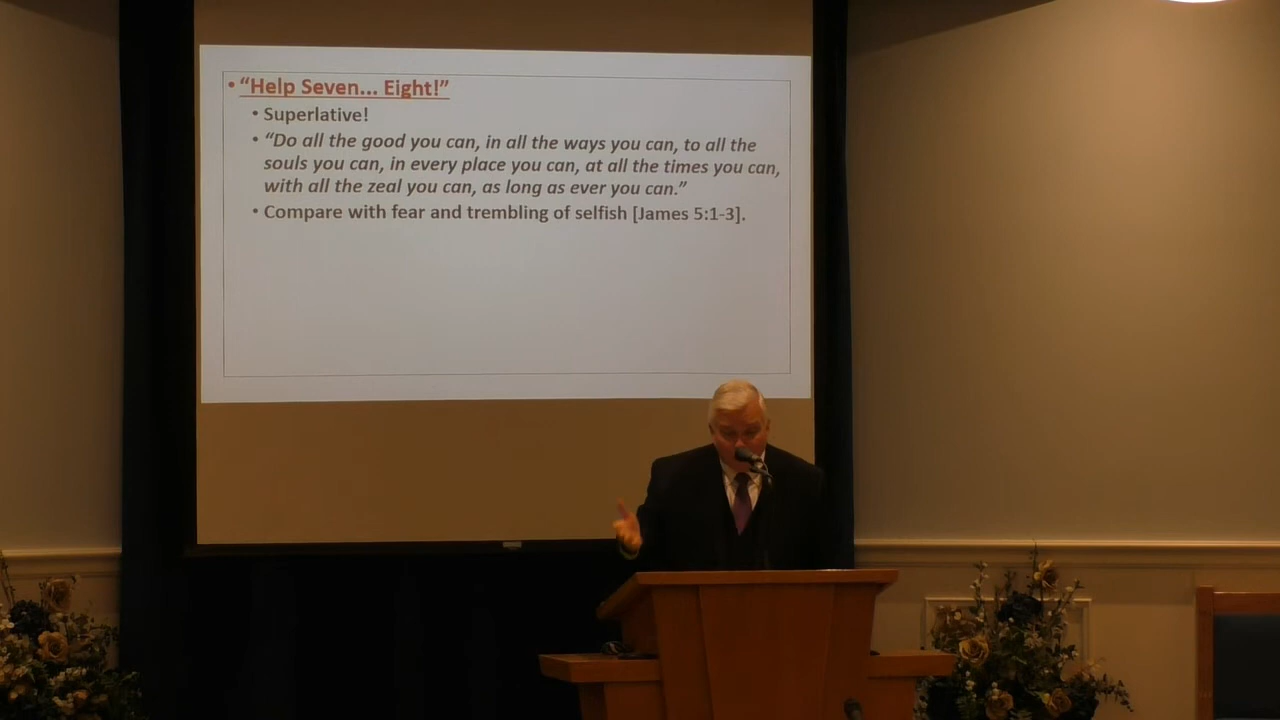 • “Help Seven... Eight!”
• Superlative!
• “Do all the good you can, in all the ways you can, to all the
souls you can, in every place you can, at all the times you can,
with all the zeal you can, as long as ever you can.”
• Compare with fear and trembling of selfish [James 5:1-3].